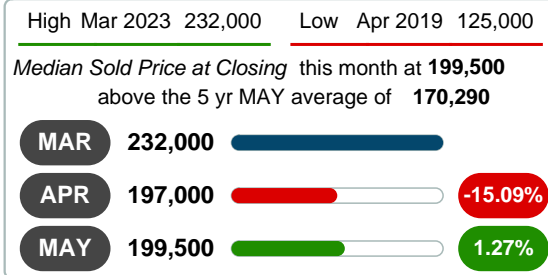 High Mar 2023 232,000 Low Apr 2019 125,000
Median Sold Price at Closing this month at 199,500
above the 5 yr MAY average of 170,290
MAR 232,000
APR 197,000 -15.09%
MAY 199,500 1.27%